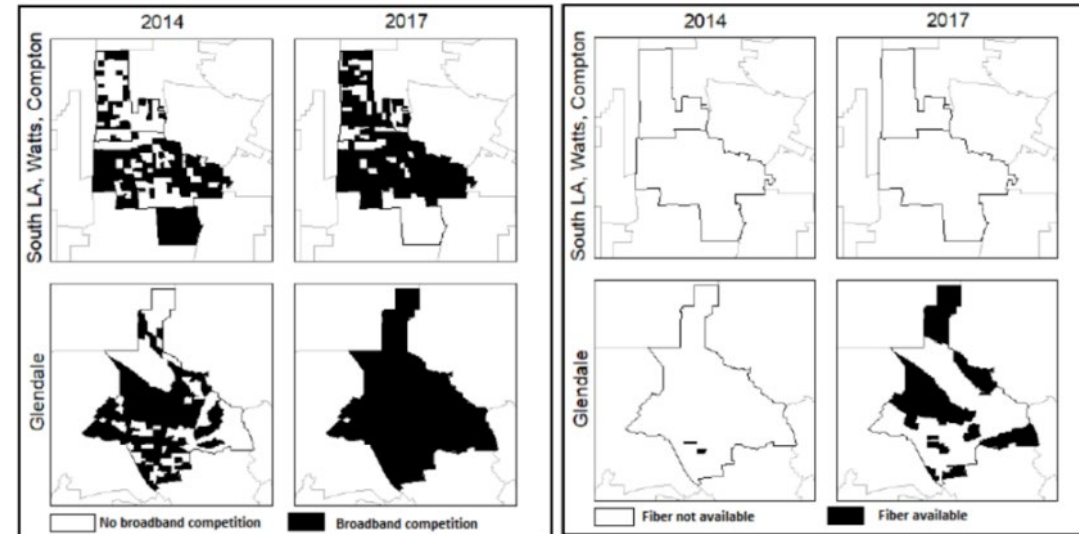 2014
2017
South LA, Watts, Compton
Glendale
No broadband competition
Broadband competition
2014
2017
South LA, Watts, Compton
Glendale
Fiber not available
Fiber available